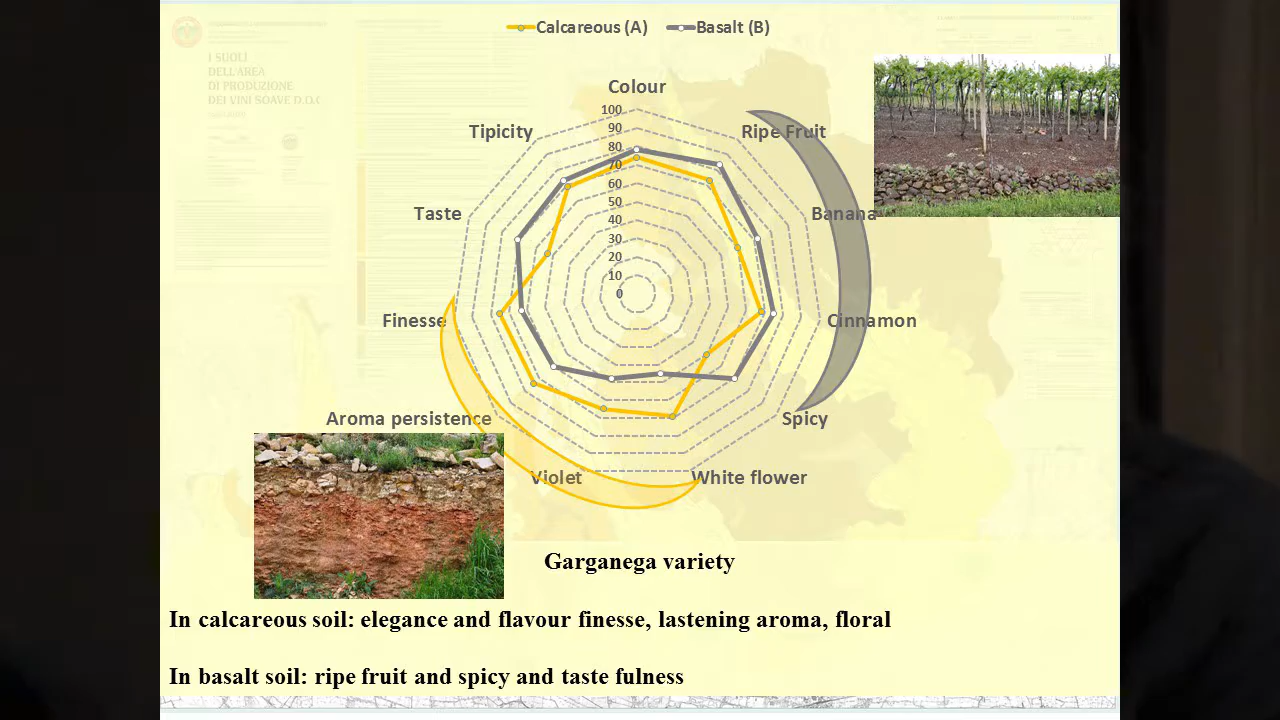 Calcareous (A)
Basalt (B)
I SUOLI
DELL'AREA
DI PRODUZIONE
DEI VINI SOAVE D.O.C
Colour
100
90
80
70
60
50
40
30
20
10
0
Ripe Fruit
Banana
Cinnamon
Spicy
White flower
Violet
Aroma persistence
Finesse
Taste
Tipicity
Garganega variety
In calcareous soil: elegance and flavour finesse, lastening aroma, floral
In basalt soil: ripe fruit and spicy and taste fulness